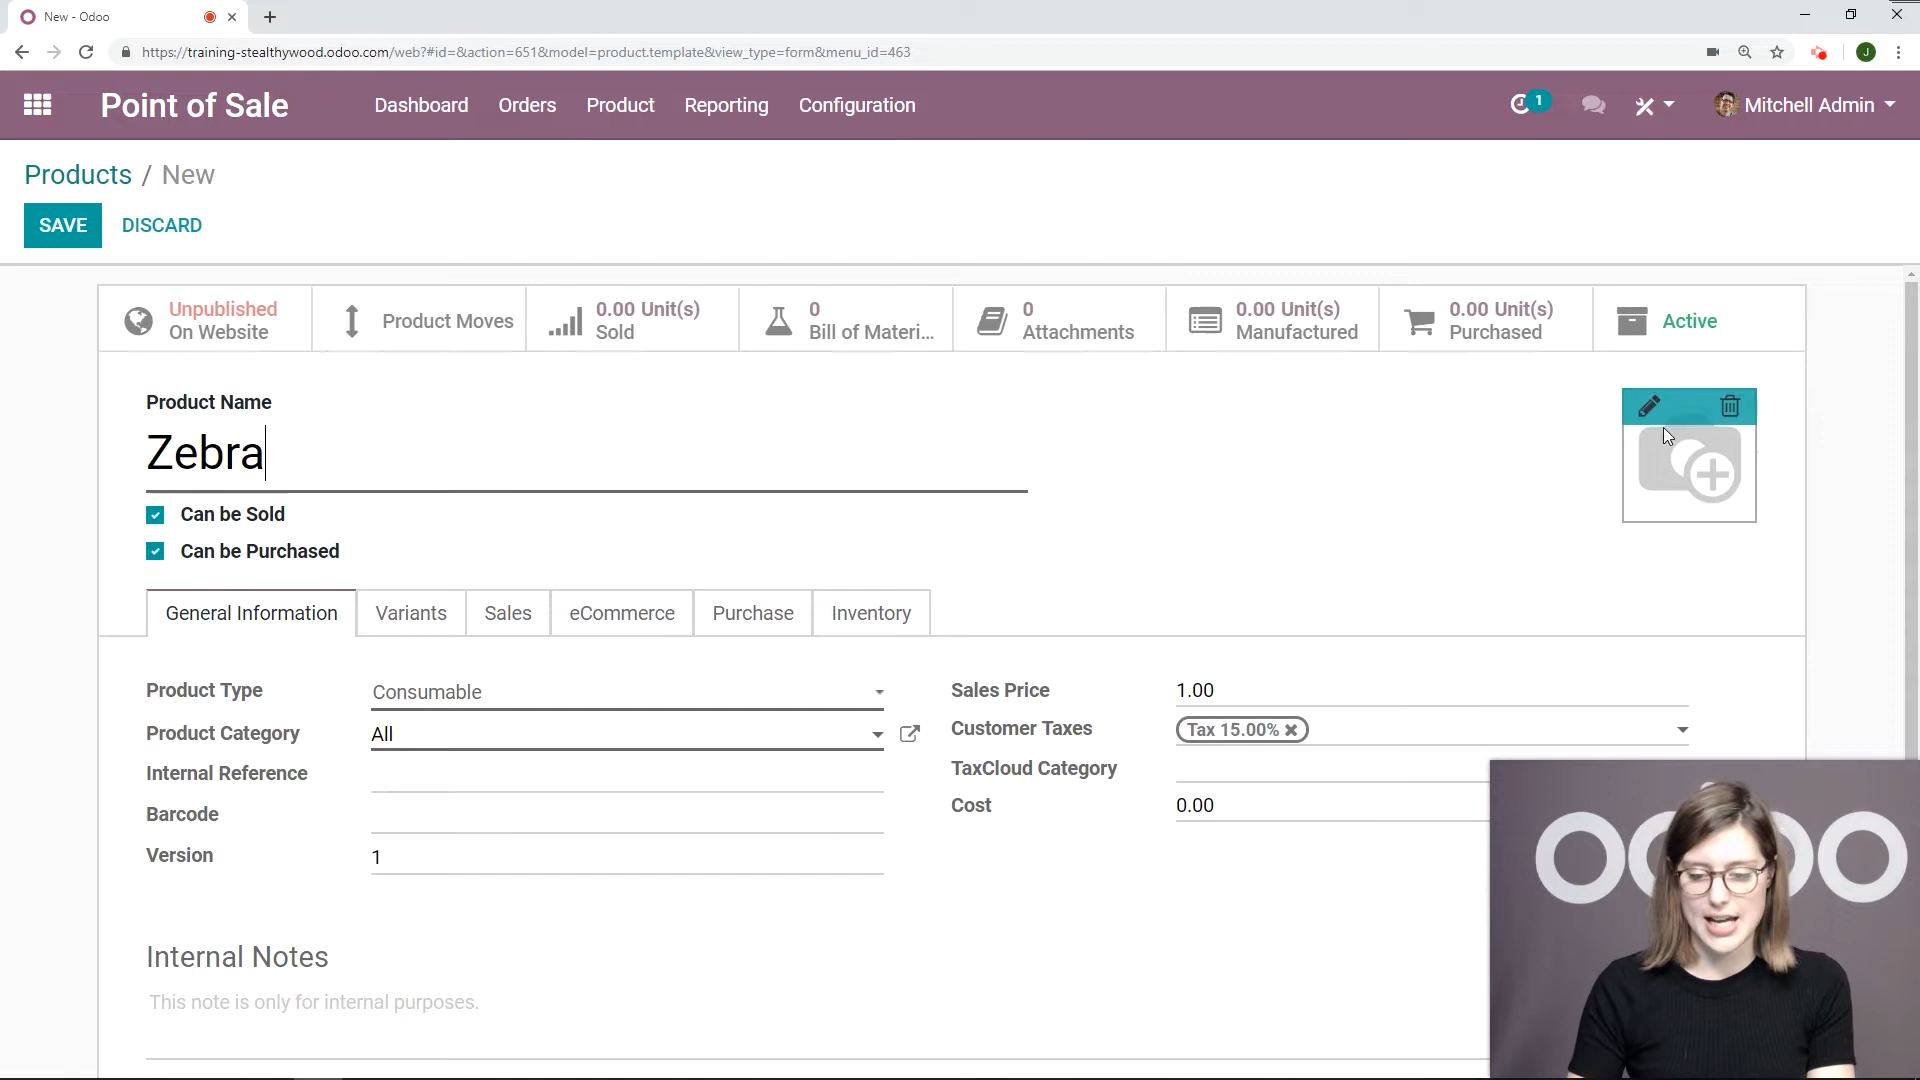 New - Odoo
https://training-stealthywood.odoo.com/web?#id=&action=651&model=product.template&view_type=form&menu_id=463
J
Point of Sale
Dashboard
Orders
Product
Reporting
Configuration
1
Mitchell Admin
Products / New
SAVE
DISCARD
Unpublished
On Website
Product Moves
0.00 Unit(s)
Sold
0
Bill of Materi...
0
Attachments
0.00 Unit(s)
Manufactured
0.00 Unit(s)
Purchased
Active
Product Name
Zebra
Can be Sold
Can be Purchased
General Information
Variants
Sales
eCommerce
Purchase
Inventory
Product Type
Consumable
Product Category
All
Internal Reference
Barcode
Version
1
Sales Price
1.00
Customer Taxes
Tax 15.00%
TaxCloud Category
Cost
0.00
Internal Notes
This note is only for internal purposes.
odoo